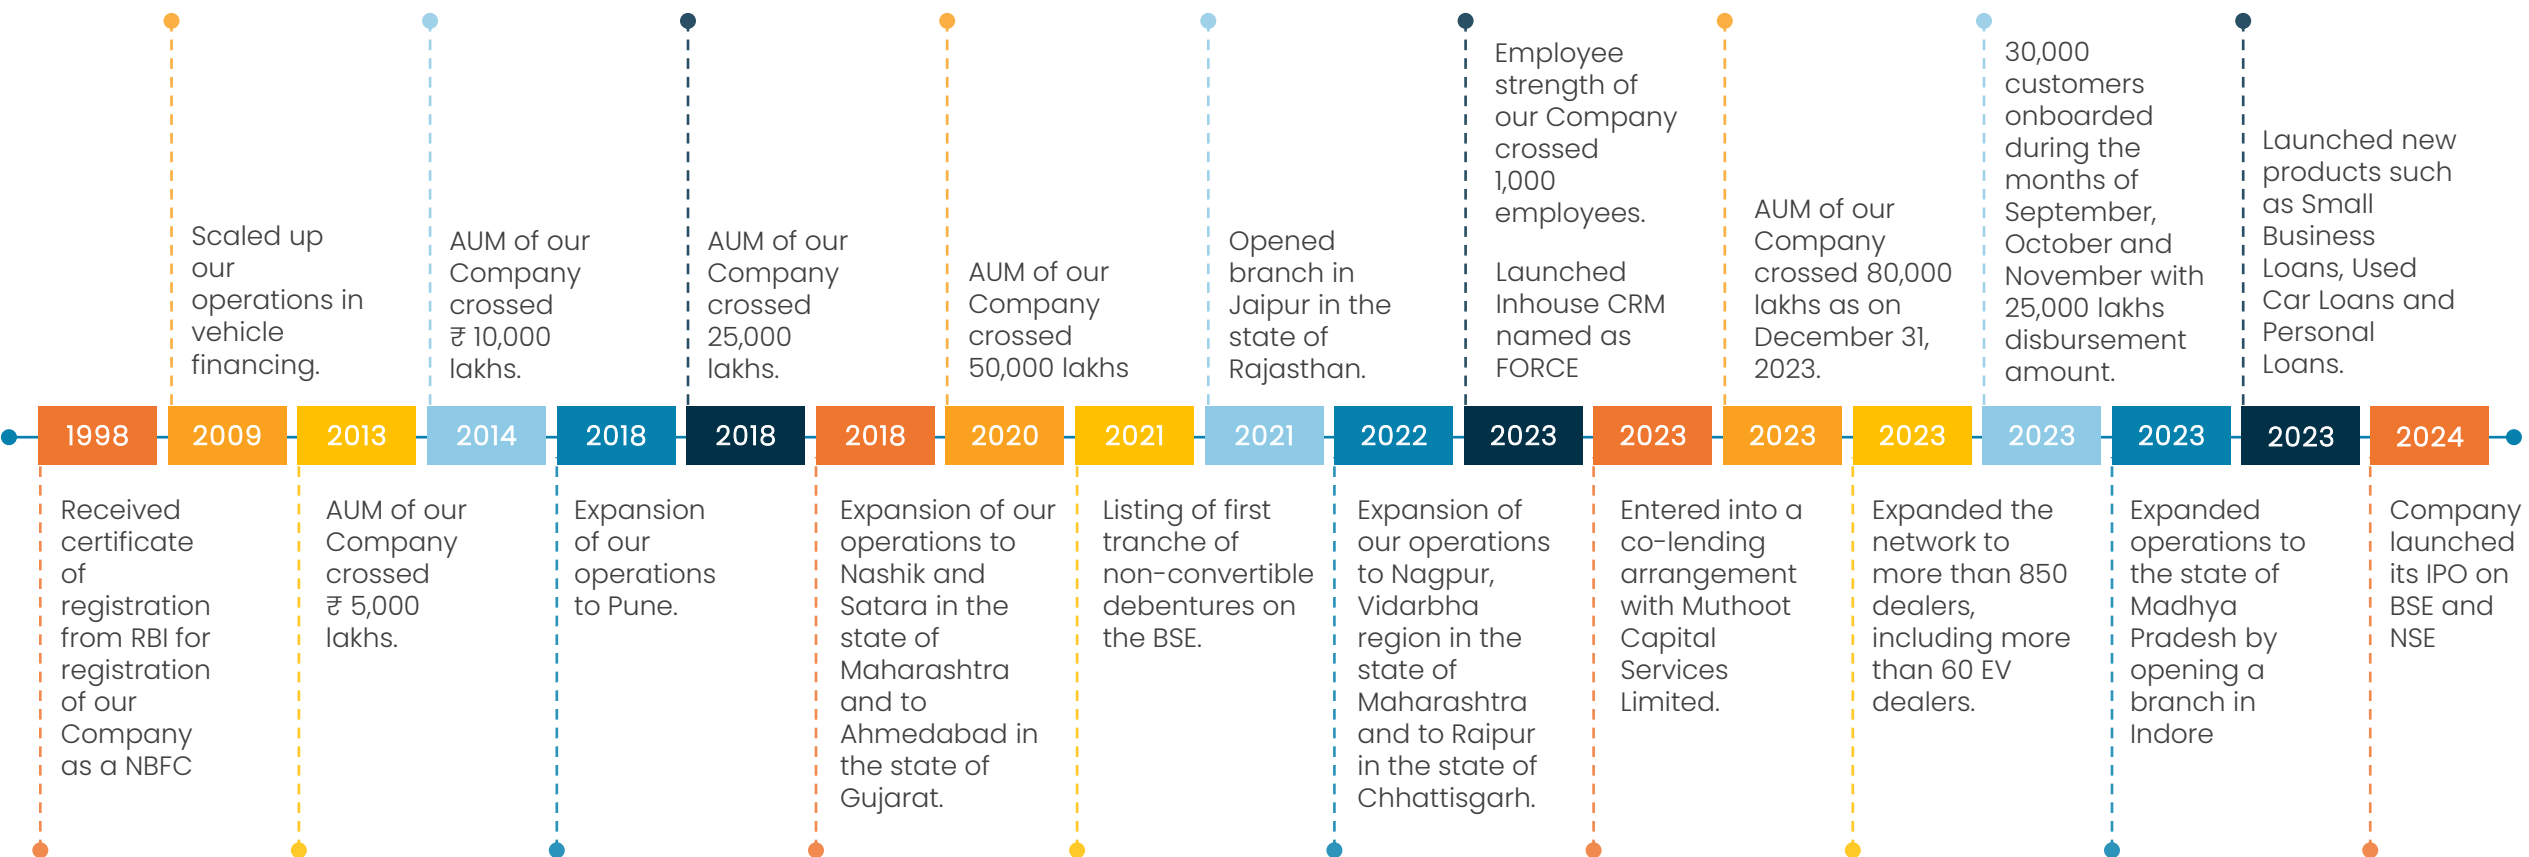 Scaled up
our
operations in
vehicle
financing.
AUM of our
Company
crossed
₹ 10,000
lakhs.
AUM of our
Company
crossed
25,000
lakhs.
AUM of our
Company
crossed
50,000 lakhs
Opened
branch in
Jaipur in the
state of
Rajasthan.
Employee
strength of
our Company
crossed
1,000
employees.
Launched
Inhouse CRM
named as
FORCE
AUM of our
Company
crossed 80,000
lakhs as on
December 31,
2023.
30,000
customers
onboarded
during the
months of
September,
October and
November with
25,000 lakhs
disbursement
amount.
Launched new
products such
as Small
Business
Loans, Used
Car Loans and
Personal
Loans.
1998 2009 2013 2014 2018 2018 2018 2020 2021 2021 2022 2023 2023 2023 2023 2023 2023 2023 2024
Received
certificate
of
registration
from RBI for
registration
of our
Company
as a NBFC
AUM of our
Company
crossed
₹ 5,000
lakhs.
Expansion
of our
operations
to Pune.
Expansion of our
operations to
Nashik and
Satara in the
state of
Maharashtra
and to
Ahmedabad in
the state of
Gujarat.
Listing of first
tranche of
non-convertible
debentures on
the BSE.
Expansion of
our operations
to Nagpur,
Vidarbha
region in the
state of
Maharashtra
and to Raipur
in the state of
Chhattisgarh.
Entered into a
co-lending
arrangement
with Muthoot
Capital
Services
Limited.
Expanded the
network to
more than 850
dealers,
including more
than 60 EV
dealers.
Expanded
operations to
the state of
Madhya
Pradesh by
opening a
branch in
Indore
Company
launched
its IPO on
BSE and
NSE